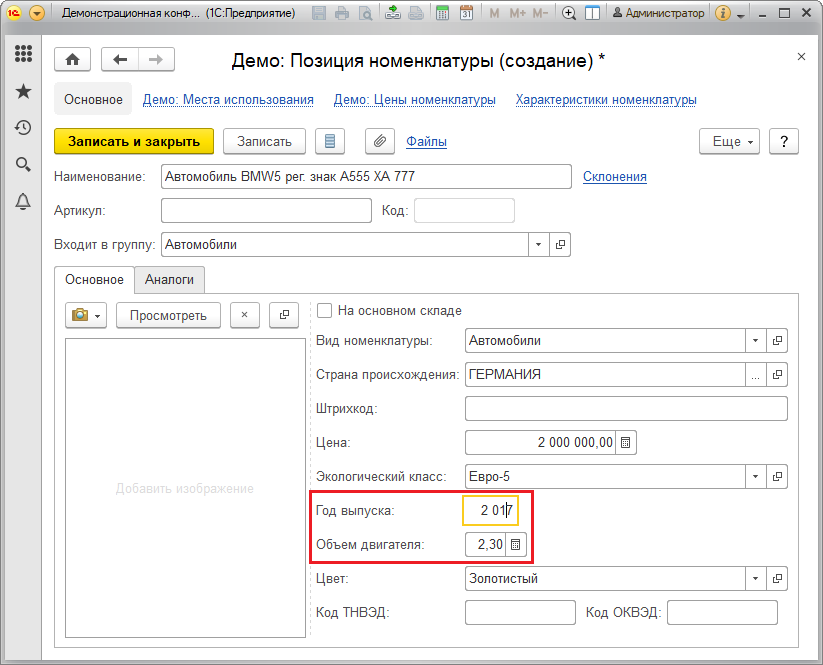 Демонстрационная конф... (1С:Предприятие) M M+ M- 31 Администратор
Демо: Позиция номенклатуры (создание) *
Основное Демо: Места использования Демо: Цены номенклатуры Характеристики номенклатуры
Записать и закрыть Записать Файлы Еще ?
Наименование: Автомобиль BMW5 рег. знак А555 ХА 777 Склонения
Артикул: Код:
Входит в группу: Автомобили
Основное Аналоги
Просмотреть × На основном складе
Вид номенклатуры: Автомобили
Страна происхождения: ГЕРМАНИЯ ...
Штрихкод:
Цена: 2 000 000,00
Добавить изображение
Экологический класс: Евро-5
Год выпуска: 2 017
Объем двигателя: 2,30
Цвет: Золотистый
Код ТНВЭД: Код ОКВЭД: